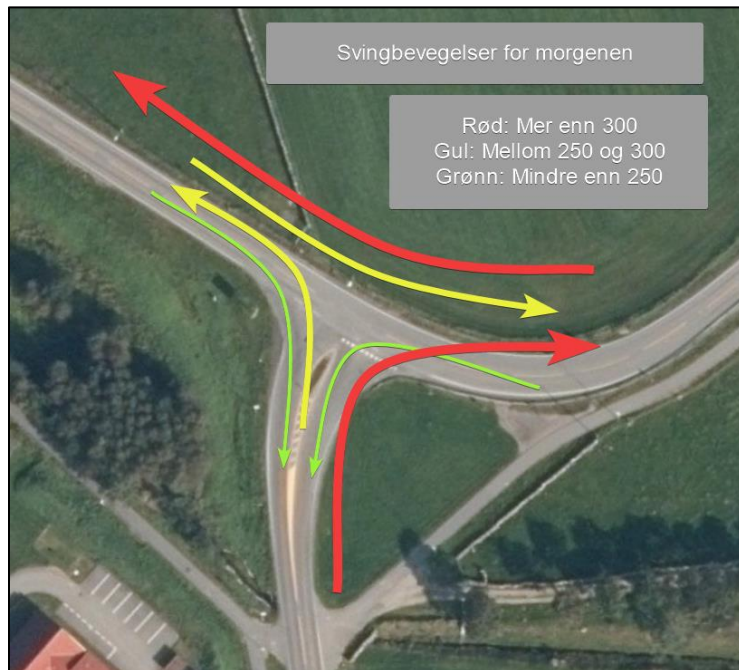 Svingbevegelser for morgenen
Rød: Mer enn 300
Gul: Mellom 250 og 300
Grønn: Mindre enn 250